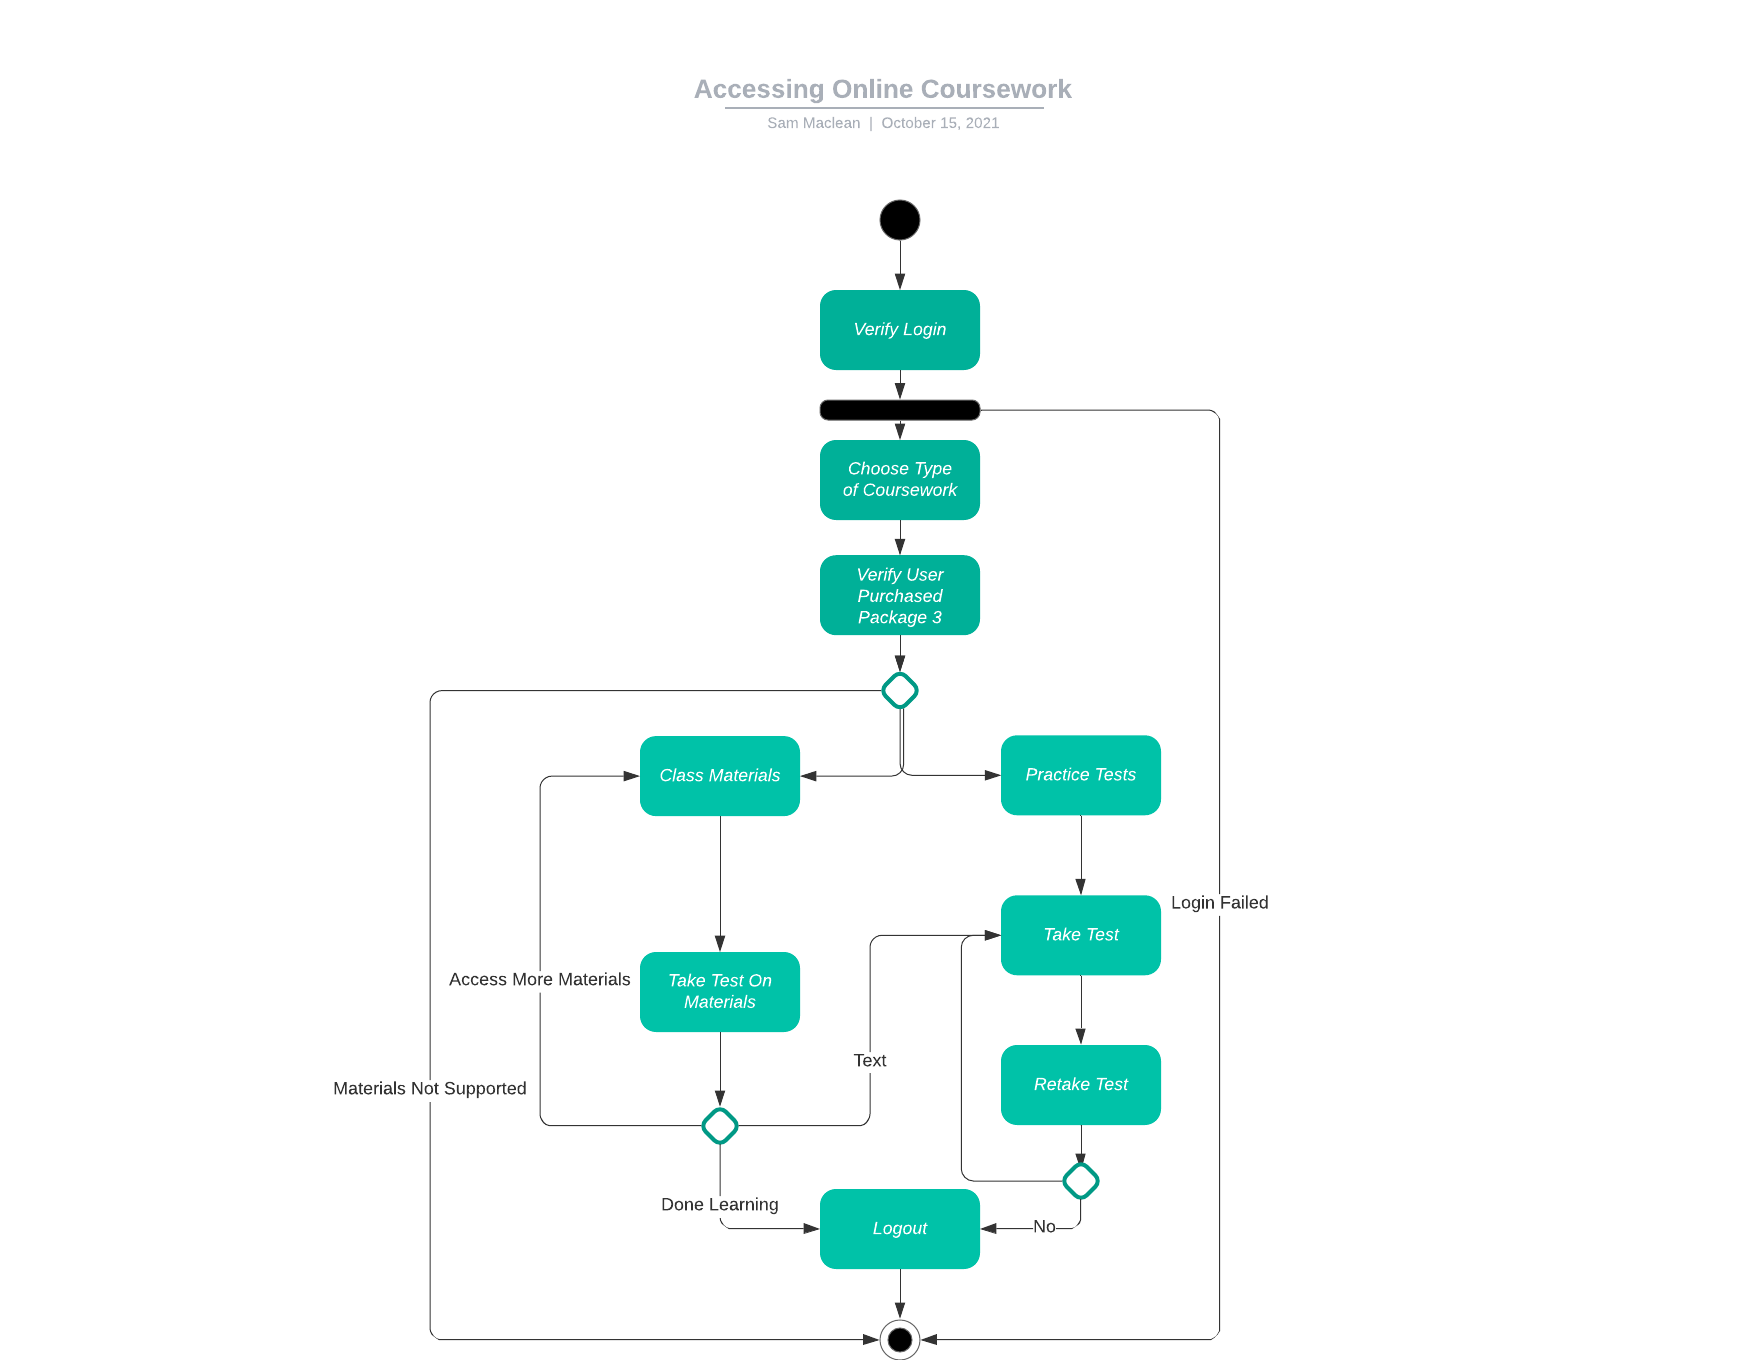 Accessing Online Coursework
Sam Maclean | October 15, 2021
Verify Login
Choose Type
of Coursework
Verify User
Purchased
Package 3
Class Materials
Practice Tests
Login Failed
Take Test
Access More Materials
Take Test On
Materials
Text
Materials Not Supported
Retake Test
Done Learning
Logout
No